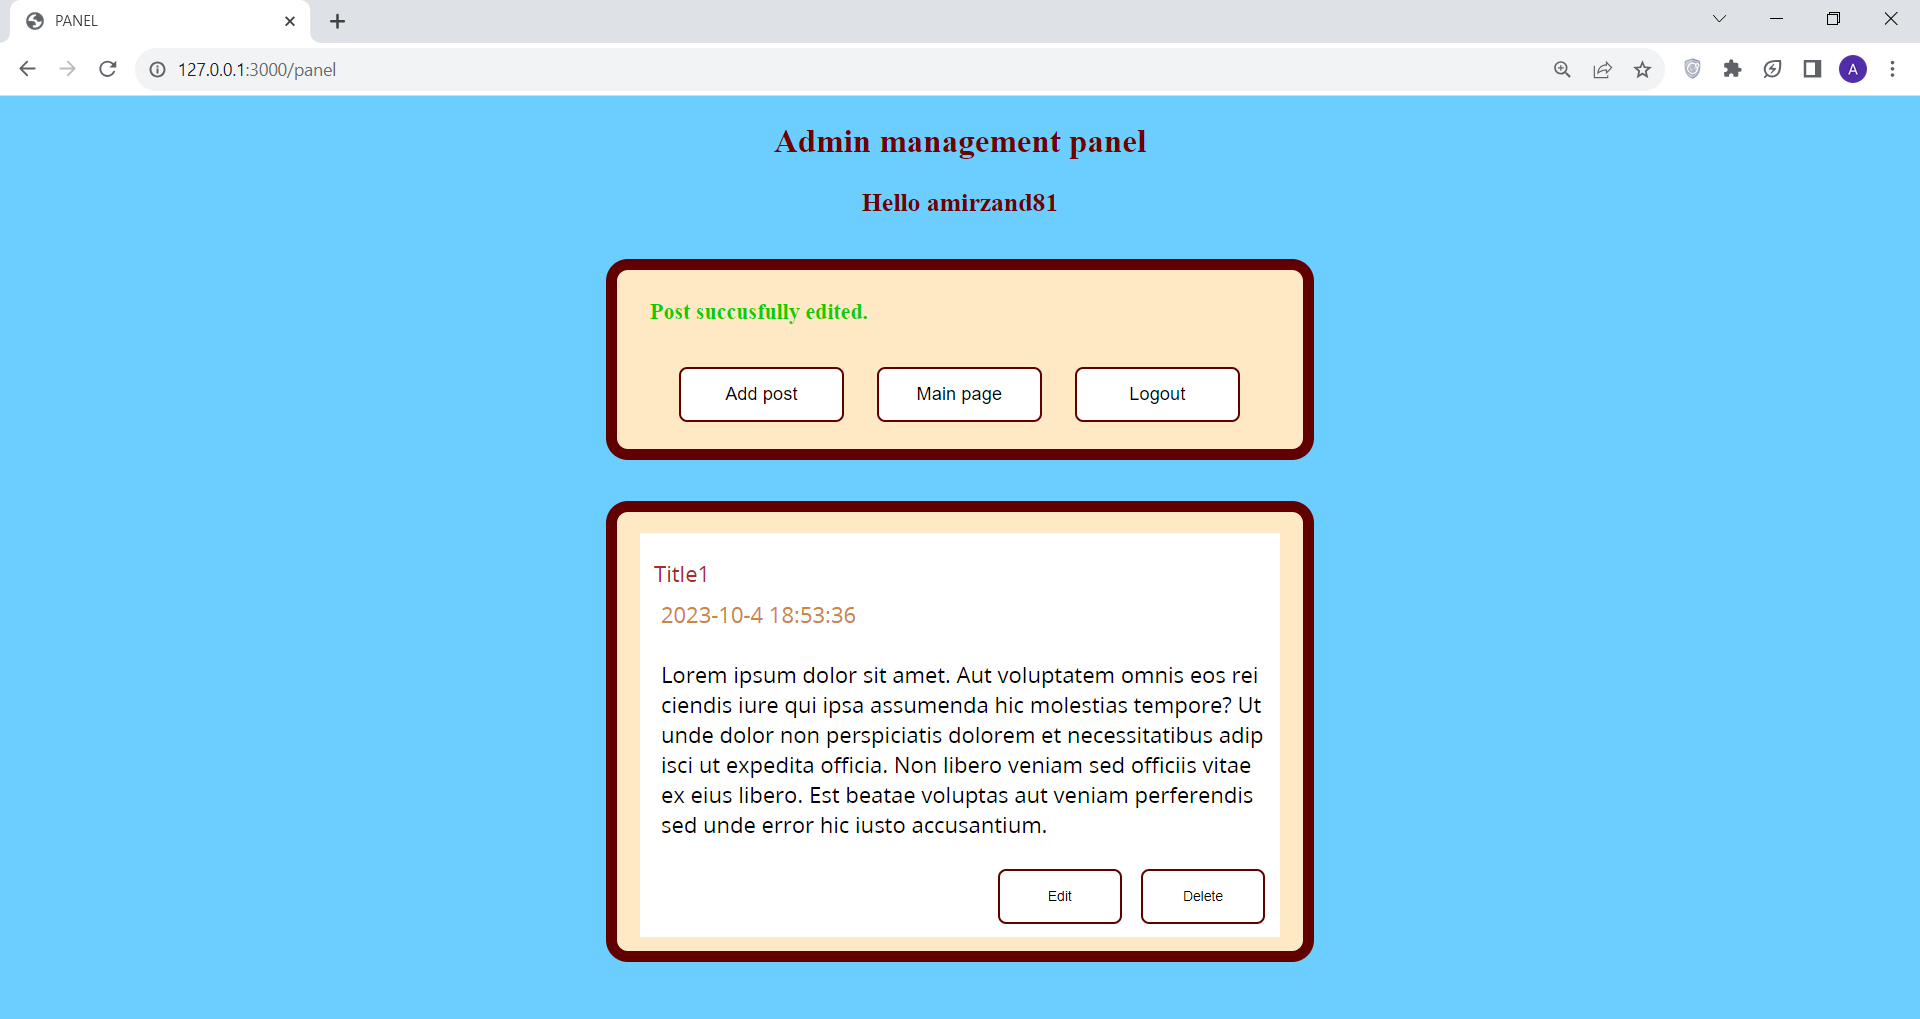 PANEL
127.0.0.1:3000/panel
A
Admin management panel
Hello amirzand81
Post succusfully edited.
Add post Main page Logout
Title1
2023-10-4 18:53:36
Lorem ipsum dolor sit amet. Aut voluptatem omnis eos rei
ciendis iure qui ipsa assumenda hic molestias tempore? Ut
unde dolor non perspiciatis dolorem et necessitatibus adip
isci ut expedita officia. Non libero veniam sed officiis vitae
ex eius libero. Est beatae voluptas aut veniam perferendis
sed unde error hic iusto accusantium.
Edit Delete